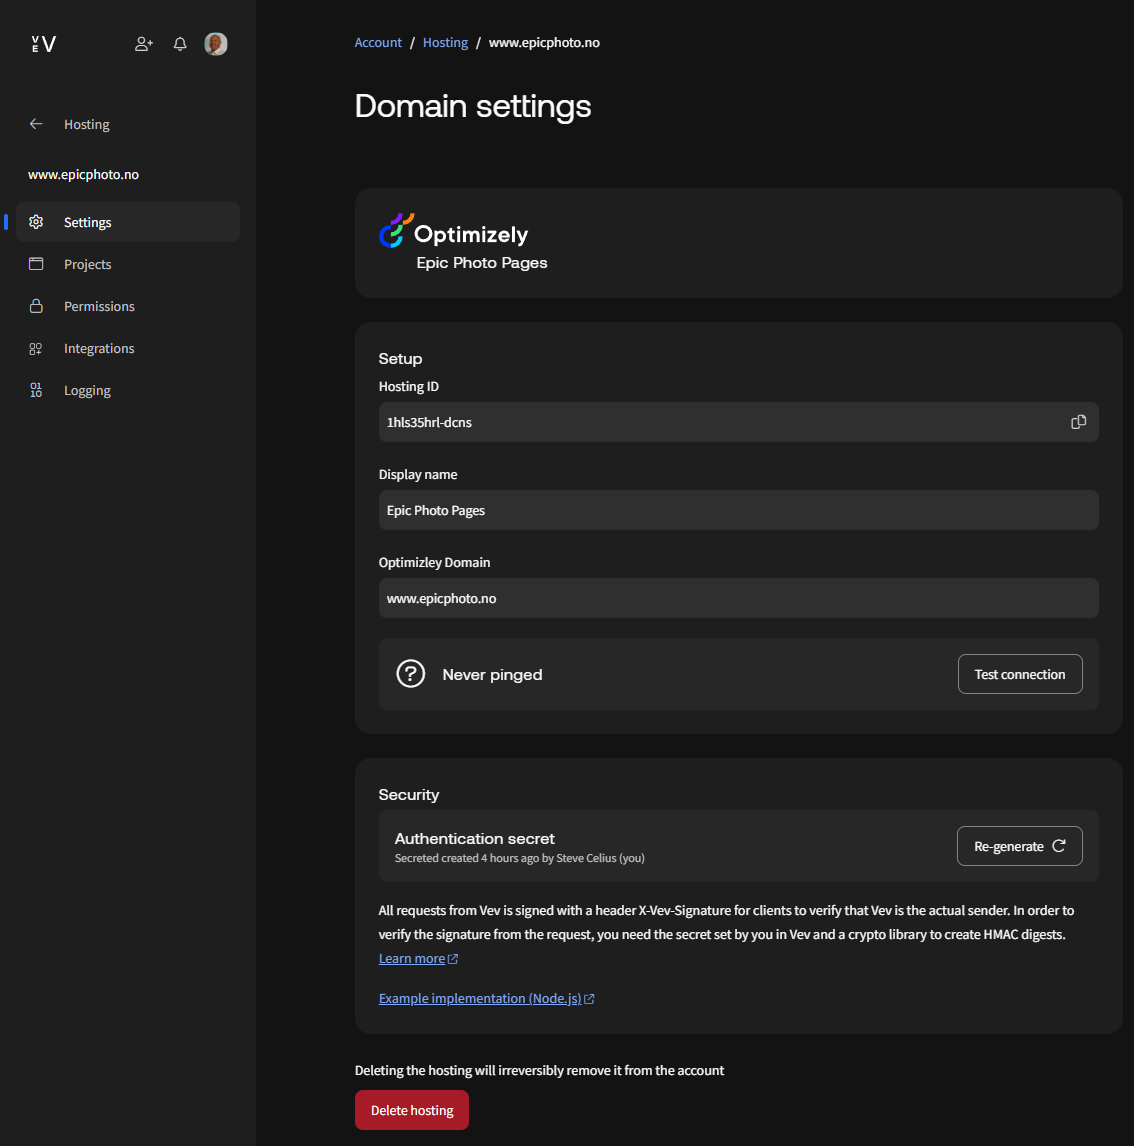 VEV
Hosting
www.epicphoto.no
Settings
Projects
Permissions
Integrations
Logging
Account / Hosting / www.epicphoto.no
Domain settings
Optimizely
Epic Photo Pages
Setup
Hosting ID
1hls35hrl-dcns
Display name
Epic Photo Pages
Optimizley Domain
www.epicphoto.no
Never pinged
Test connection
Security
Authentication secret
Secreted created 4 hours ago by Steve Celius (you)
Re-generate
All requests from Vev is signed with a header X-Vev-Signature for clients to verify that Vev is the actual sender. In order to
verify the signature from the request, you need the secret set by you in Vev and a crypto library to create HMAC digests.
Learn more
Example implementation (Node.js)
Deleting the hosting will irreversibly remove it from the account
Delete hosting